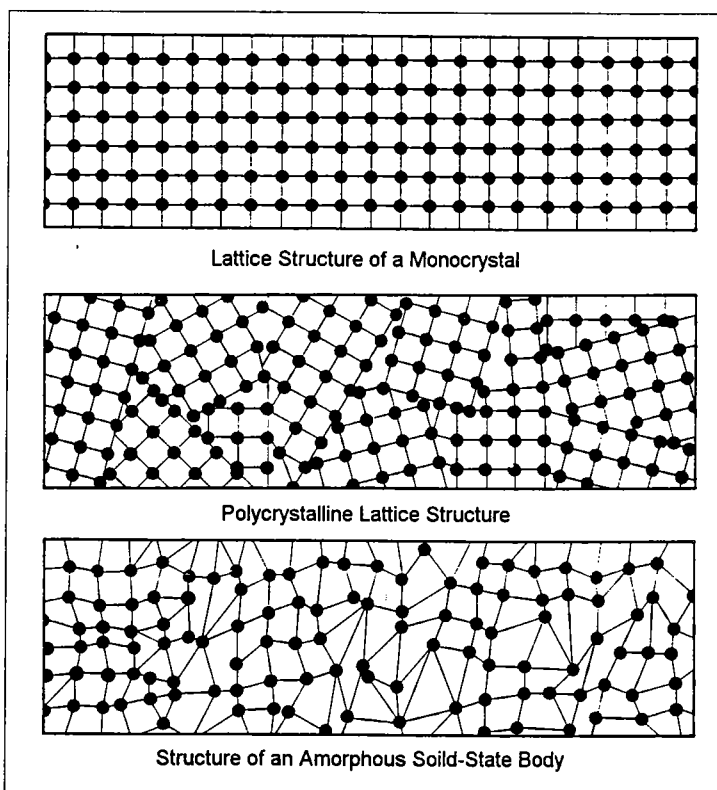 Lattice Structure of a Monocrystal
Polycrystalline Lattice Structure
Structure of an Amorphous Soild-State Body